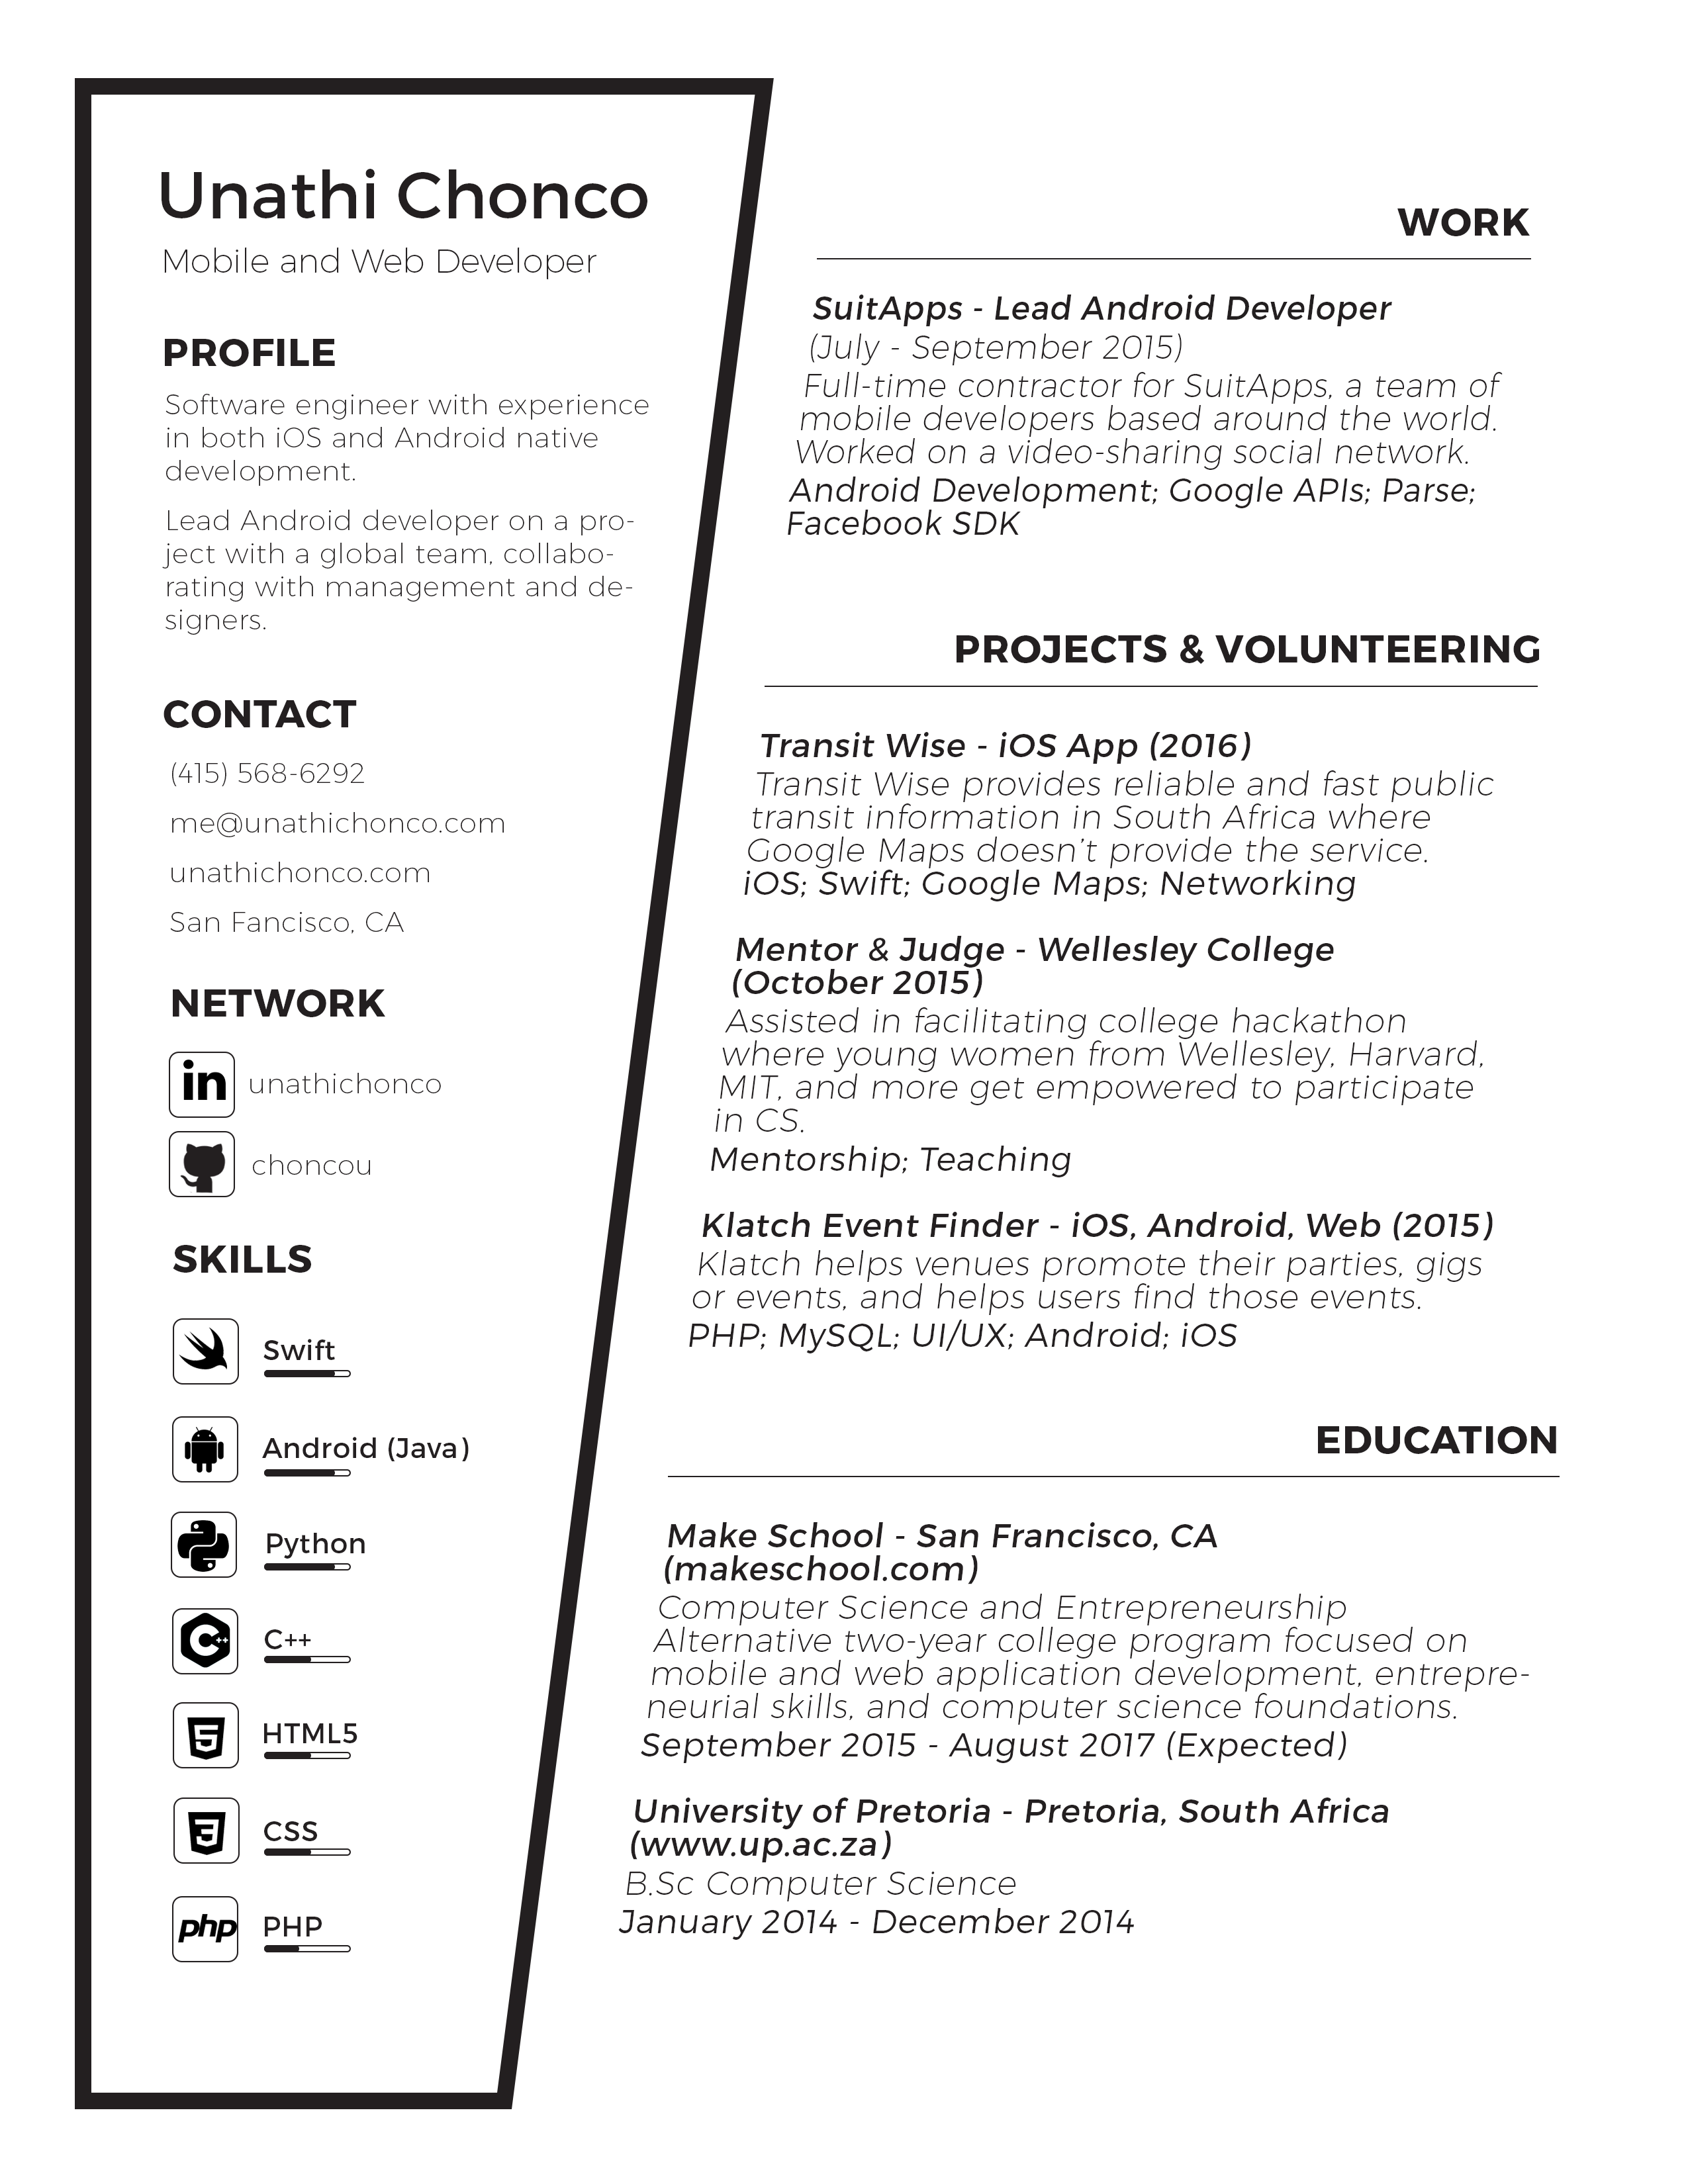 Unathi Chonco
Mobile and Web Developer
PROFILE
Software engineer with experience
in both iOS and Android native
development.
Lead Android developer on a pro-
ject with a global team, collabo-
rating with management and de-
signers.
CONTACT
(415) 568-6292
me@unathichonco.com
unathichonco.com
San Fancisco, CA
NETWORK
in unathichonco
choncou
SKILLS
Swift
Android (Java)
Python
C++
C++
HTML5
5
CSS
3
php PHP
WORK
SuitApps - Lead Android Developer
(July - September 2015)
Full-time contractor for SuitApps, a team of
mobile developers based around the world.
Worked on a video-sharing social network.
Android Development; Google APIs; Parse;
Facebook SDK
PROJECTS & VOLUNTEERING
Transit Wise - iOS App (2016)
Transit Wise provides reliable and fast public
transit information in South Africa where
Google Maps doesn’t provide the service.
iOS; Swift; Google Maps; Networking
Mentor & Judge - Wellesley College
(October 2015)
Assisted in facilitating college hackathon
where young women from Wellesley, Harvard,
MIT, and more get empowered to participate
in CS.
Mentorship; Teaching
Klatch Event Finder - iOS, Android, Web (2015)
Klatch helps venues promote their parties, gigs
or events, and helps users find those events.
PHP; MySQL; UI/UX; Android; iOS
EDUCATION
Make School - San Francisco, CA
(makeschool.com)
Computer Science and Entrepreneurship
Alternative two-year college program focused on
mobile and web application development, entrepre-
neurial skills, and computer science foundations.
September 2015 - August 2017 (Expected)
University of Pretoria - Pretoria, South Africa
(www.up.ac.za)
B.Sc Computer Science
January 2014 - December 2014